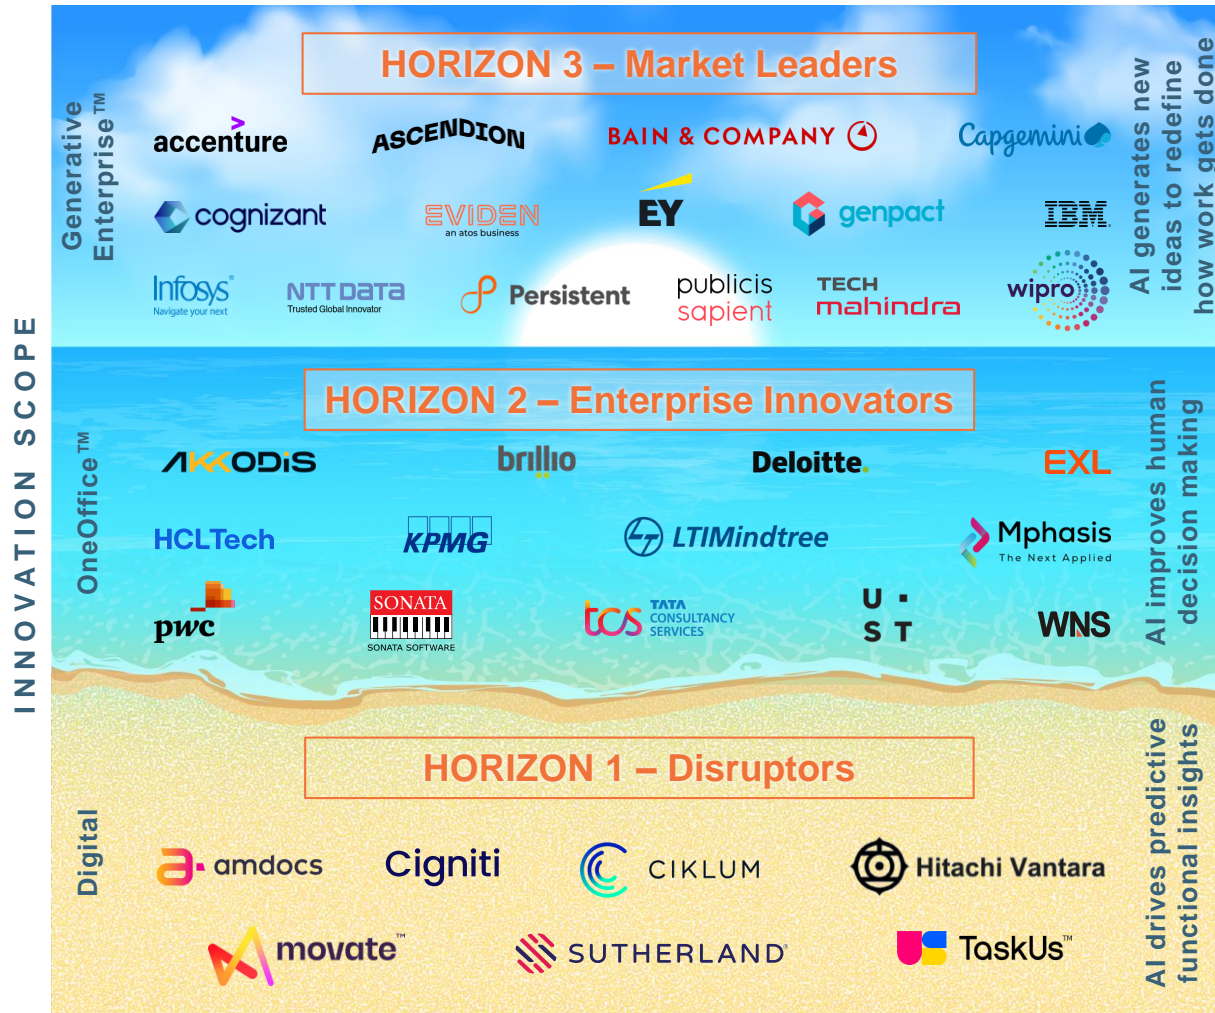 INNOVATION SCOPE
HORIZON 3 – Market Leaders
Generative
Enterprise™
AI generates new
ideas to redefine
how work gets done
accenture
ASCENDION
BAIN & COMPANY
Capgemini
cognizant
EVIDEN
an atos business
EY
genpact
IBM®
Infosys®
Navigate your next
NTT DATA
Trusted Global Innovator
Persistent
publicis
sapient
TECH
mahindra
wipro
HORIZON 2 – Enterprise Innovators
OneOffice™
AI improves human
decision making
AKKODIS
brillio
Deloitte.
EXL
HCLTech
KPMG
LTIMindtree
Mphasis
The Next Applied
pwc
SONATA
SONATA SOFTWARE
tcs
TATA
CONSULTANCY
SERVICES
U ·
S T
WNS
HORIZON 1 – Disruptors
Digital
AI drives predictive
functional insights
amdocs
Cigniti
CIKLUM
Hitachi Vantara
movate™
SUTHERLAND®
TaskUs™